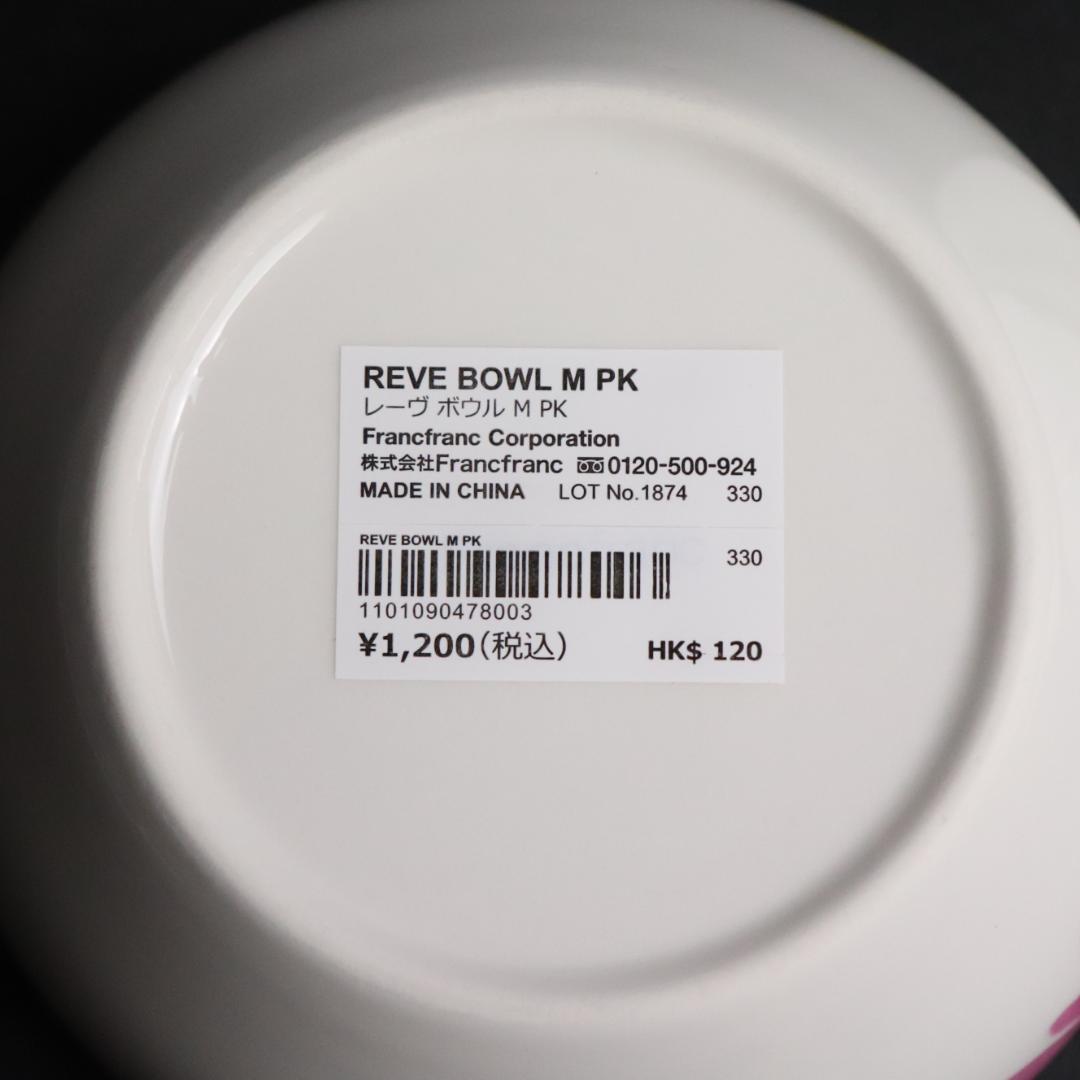 REVE BOWL M PK
レーヴ ボウル M PK
Francfranc Corporation
株式会社Francfranc 0120-500-924
MADE IN CHINA LOT No.1874 330
REVE BOWL M PK 330
1101090478003
¥1,200(税込) HK$ 120